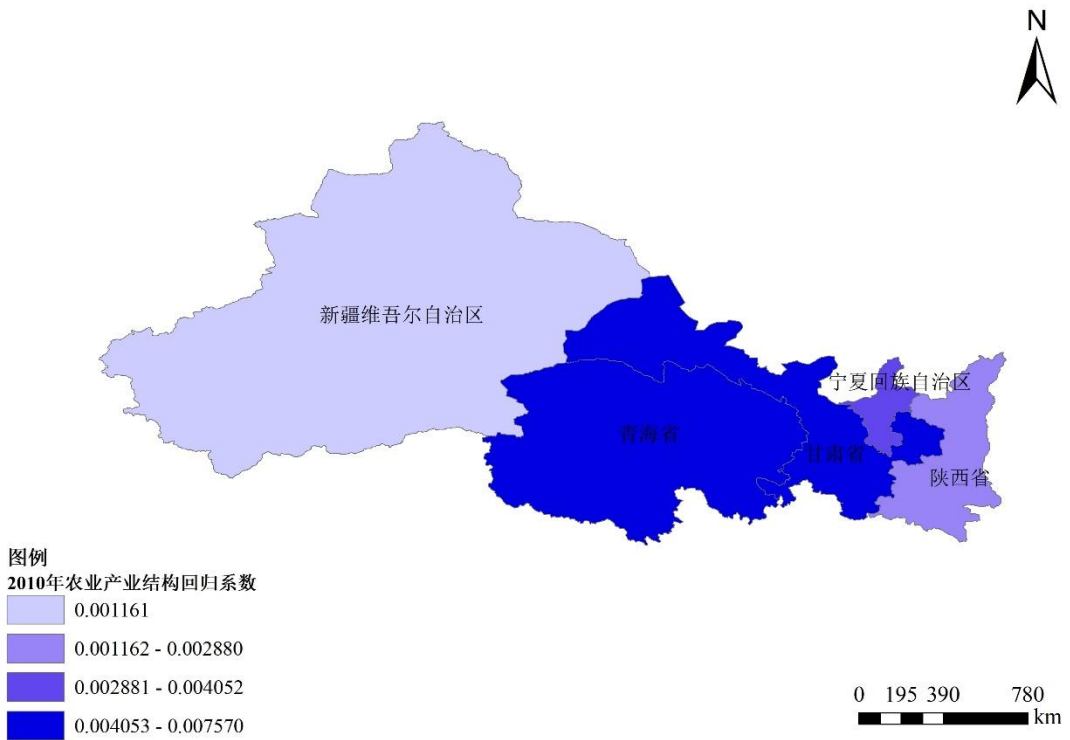 N
新疆维吾尔自治区
宁夏回族自治区
青海省
甘肃省
陕西省
图例
2010年农业产业结构回归系数
0.001161
0.001162 - 0.002880
0.002881 - 0.004052
0.004053 - 0.007570
0 195 390 780
km